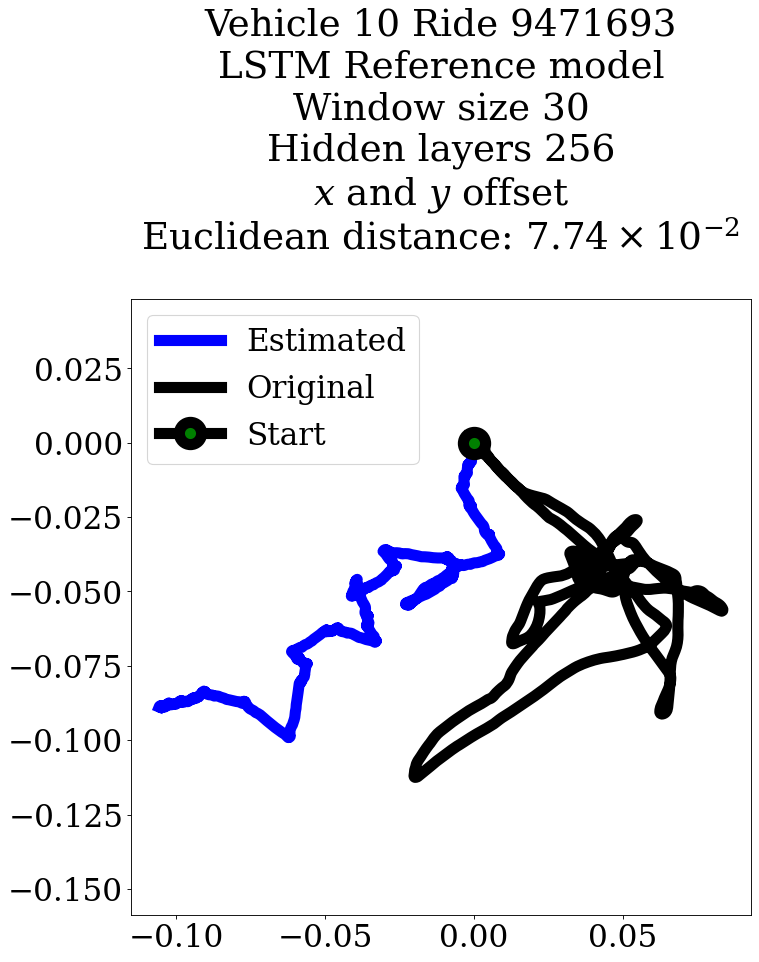 Vehicle 10 Ride 9471693
LSTM Reference model
Window size 30
Hidden layers 256
x and y offset
Euclidean distance: 7.74 × 10⁻²
Estimated
Original
Start
0.025
0.000
−0.025
−0.050
−0.075
−0.100
−0.125
−0.150
−0.10 −0.05 0.00 0.05